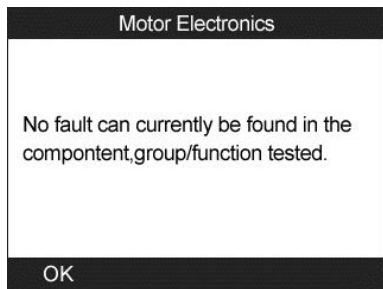 Motor Electronics
No fault can currently be found in the
compontent,group/function tested.
OK